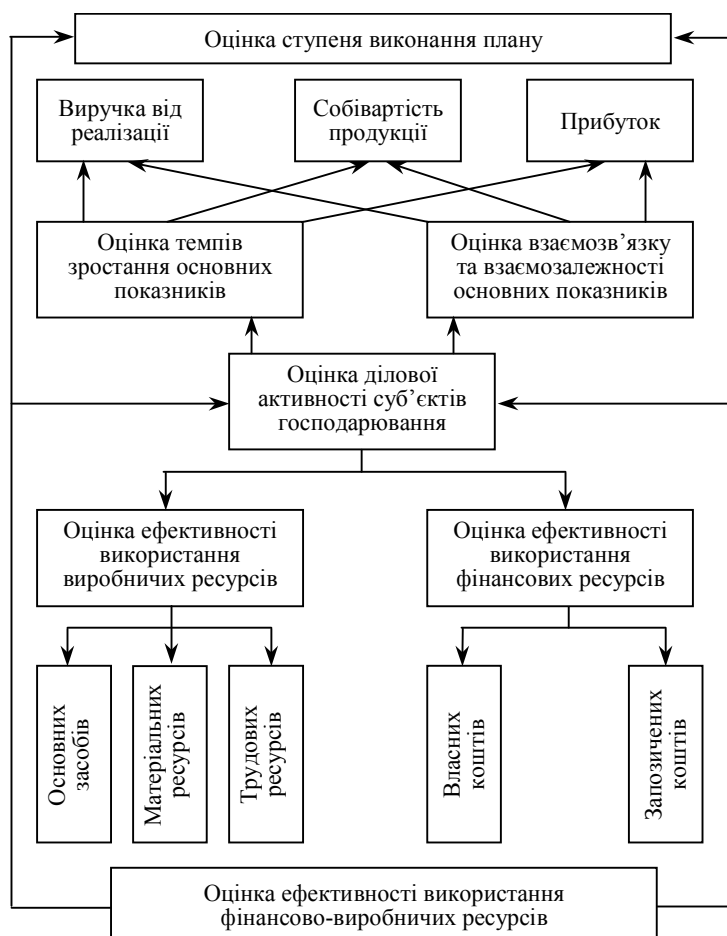 Оцінка ступеня виконання плану
Виручка від
реалізації
Собівартість
продукції
Прибуток
Оцінка темпів
зростання основних
показників
Оцінка взаємозв’язку
та взаємозалежності
основних показників
Оцінка ділової
активності суб’єктів
господарювання
Оцінка ефективності
використання
виробничих ресурсів
Оцінка ефективності
використання
фінансових ресурсів
Основних
засобів
Матеріальних
ресурсів
Трудових
ресурсів
Власних
коштів
Запозичених
коштів
Оцінка ефективності використання
фінансово-виробничих ресурсів